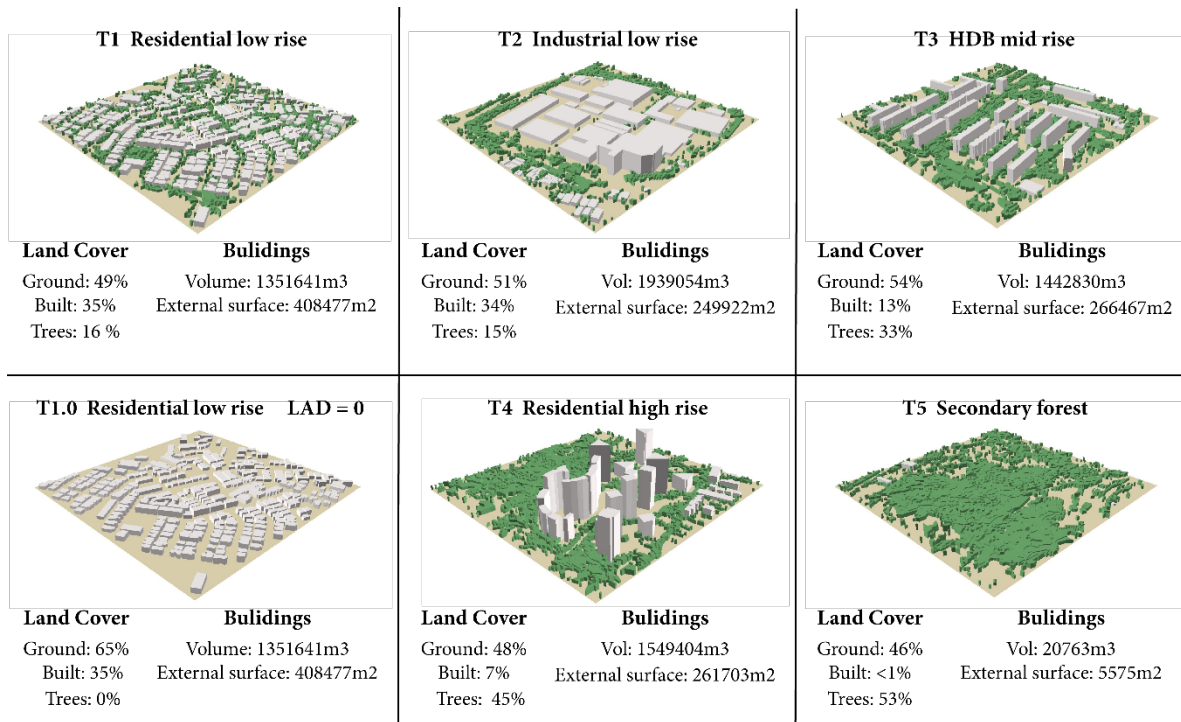 T1 Residential low rise
Land Cover
Bulidings
Ground: 49%
Volume: 1351641m3
Built: 35%
External surface: 408477m2
Trees: 16 %
T2 Industrial low rise
Land Cover
Bulidings
Ground: 51%
Vol: 1939054m3
Built: 34%
External surface: 249922m2
Trees: 15%
T3 HDB mid rise
Land Cover
Bulidings
Ground: 54%
Vol: 1442830m3
Built: 13%
External surface: 266467m2
Trees: 33%
T1.0 Residential low rise LAD = 0
Land Cover
Bulidings
Ground: 65%
Volume: 1351641m3
Built: 35%
External surface: 408477m2
Trees: 0%
T4 Residential high rise
Land Cover
Bulidings
Ground: 48%
Vol: 1549404m3
Built: 7%
External surface: 261703m2
Trees: 45%
T5 Secondary forest
Land Cover
Bulidings
Ground: 46%
Vol: 20763m3
Built: <1%
External surface: 5575m2
Trees: 53%